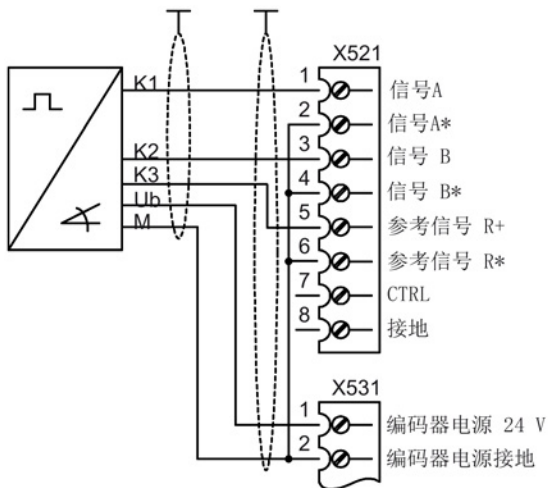 X521
K1
1
信号A
2
信号A*
K2
3
信号 B
K3
4
信号 B*
Ub
5
参考信号 R+
M
6
参考信号 R*
7
CTRL
8
接地
X531
1
编码器电源 24 V
2
编码器电源接地